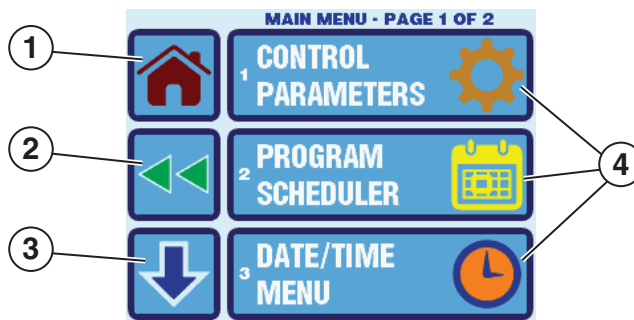 MAIN MENU - PAGE 1 OF 2
1
1 CONTROL
PARAMETERS
2
2 PROGRAM
SCHEDULER
4
3
3 DATE/TIME
MENU